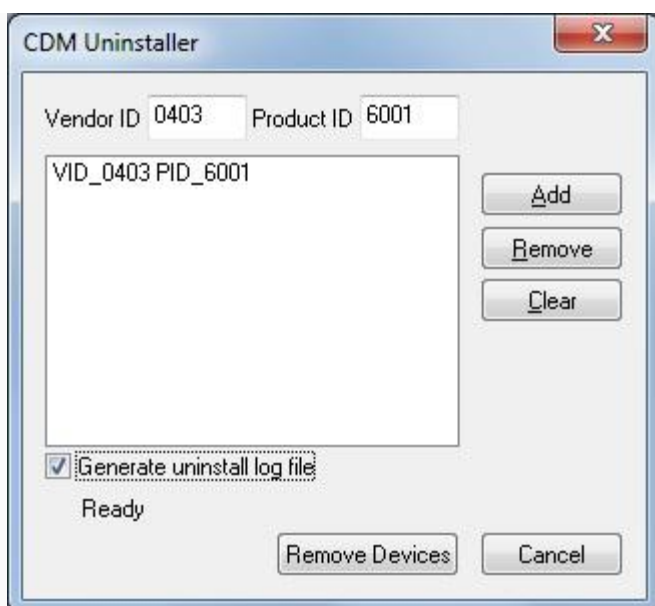 CDM Uninstaller
Vendor ID 0403 Product ID 6001
VID_0403 PID_6001
Add
Remove
Clear
Generate uninstall log file
Ready
Remove Devices Cancel